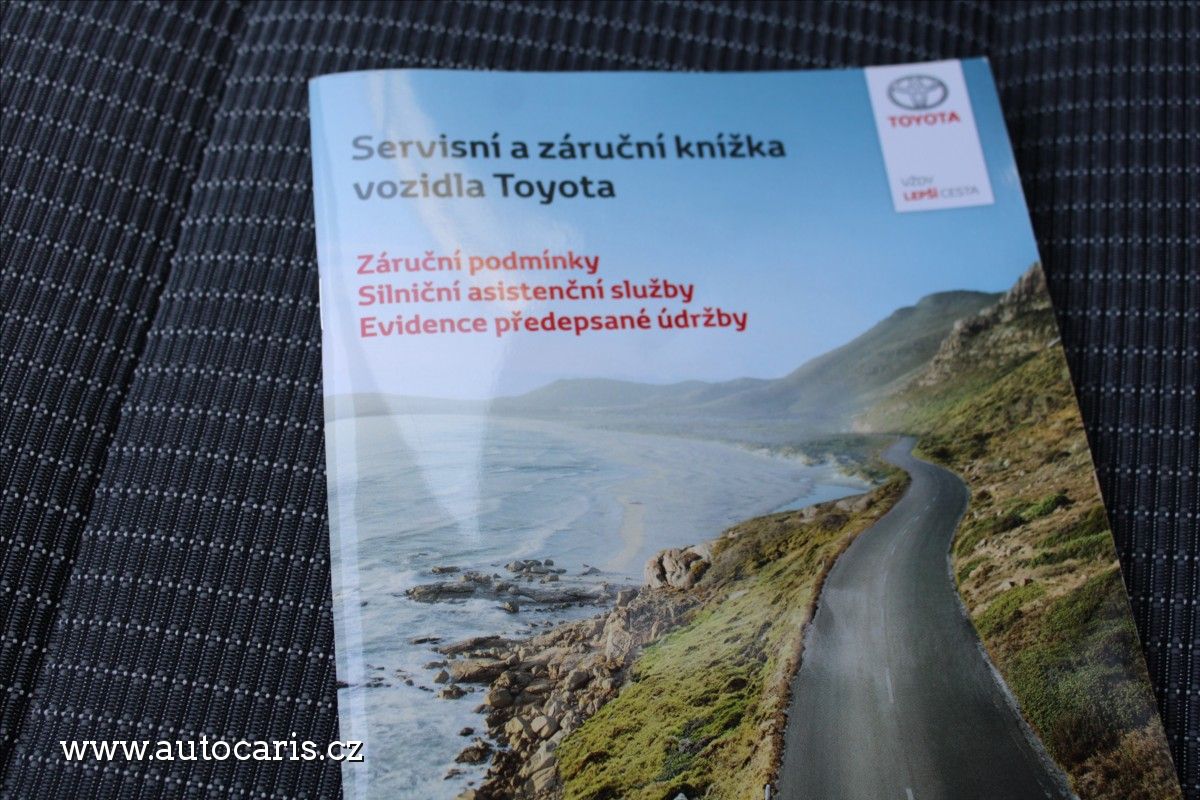 TOYOTA
VŽDY
LEPŠÍ CESTA
Servisní a záruční knížka
vozidla Toyota
Záruční podmínky
Silniční asistenční služby
Evidence předepsané údržby
www.autocaris.cz